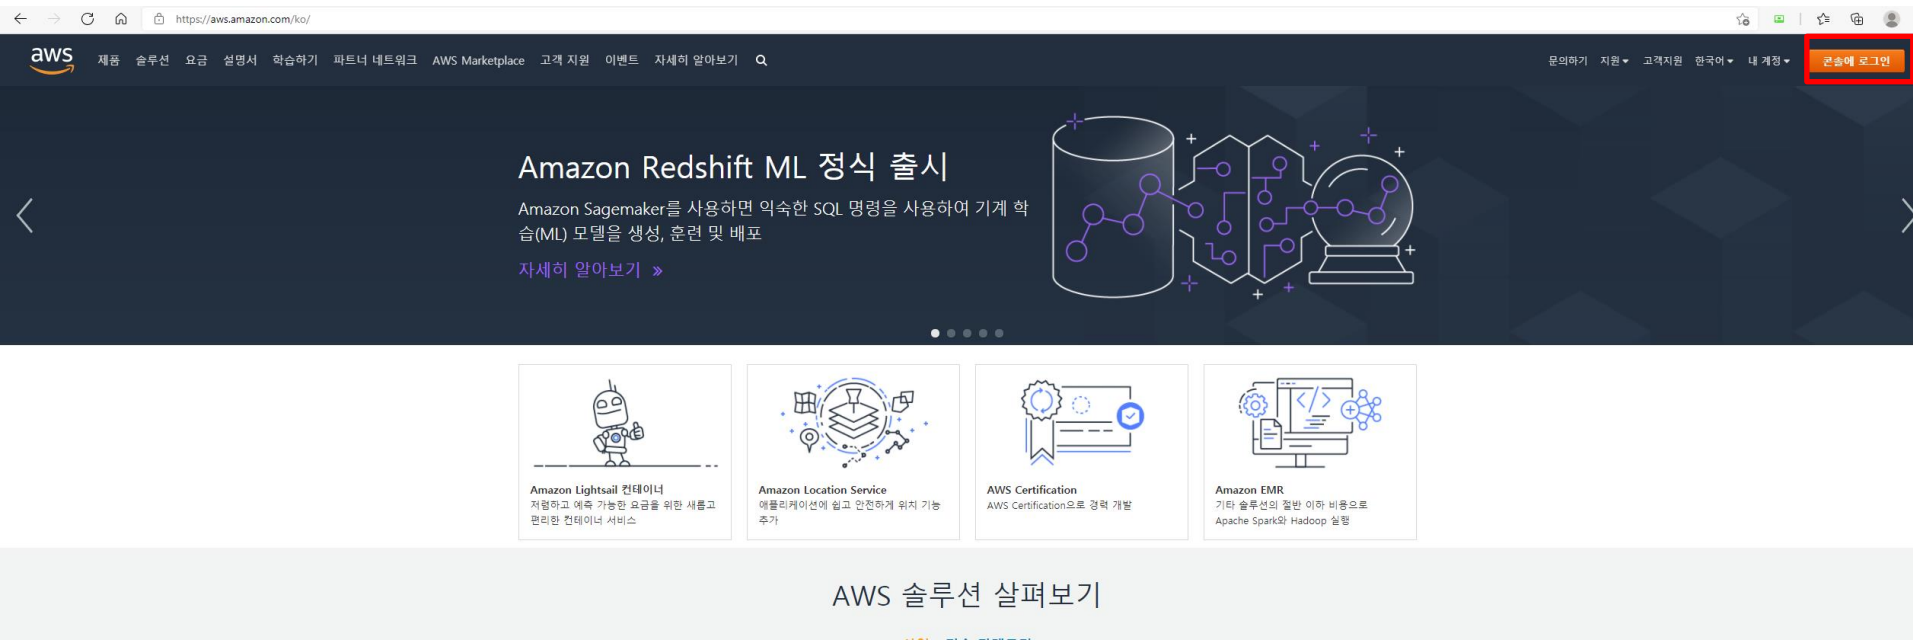 https://aws.amazon.com/ko/
aws 제품 솔루션 요금 설명서 학습하기 파트너 네트워크 AWS Marketplace 고객 지원 이벤트 자세히 알아보기 문의하기 지원 고객지원 한국어 내 계정 콘솔에 로그인
Amazon Redshift ML 정식 출시
Amazon Sagemaker를 사용하면 익숙한 SQL 명령을 사용하여 기계 학
습(ML) 모델을 생성, 훈련 및 배포
자세히 알아보기 »
Amazon Lightsail 컨테이너
저렴하고 예측 가능한 요금을 위한 새롭고
편리한 컨테이너 서비스
Amazon Location Service
애플리케이션에 쉽고 안전하게 위치 기능
추가
AWS Certification
AWS Certification으로 경력 개발
Amazon EMR
기타 솔루션의 절반 이하 비용으로
Apache Spark와 Hadoop 실행
AWS 솔루션 살펴보기